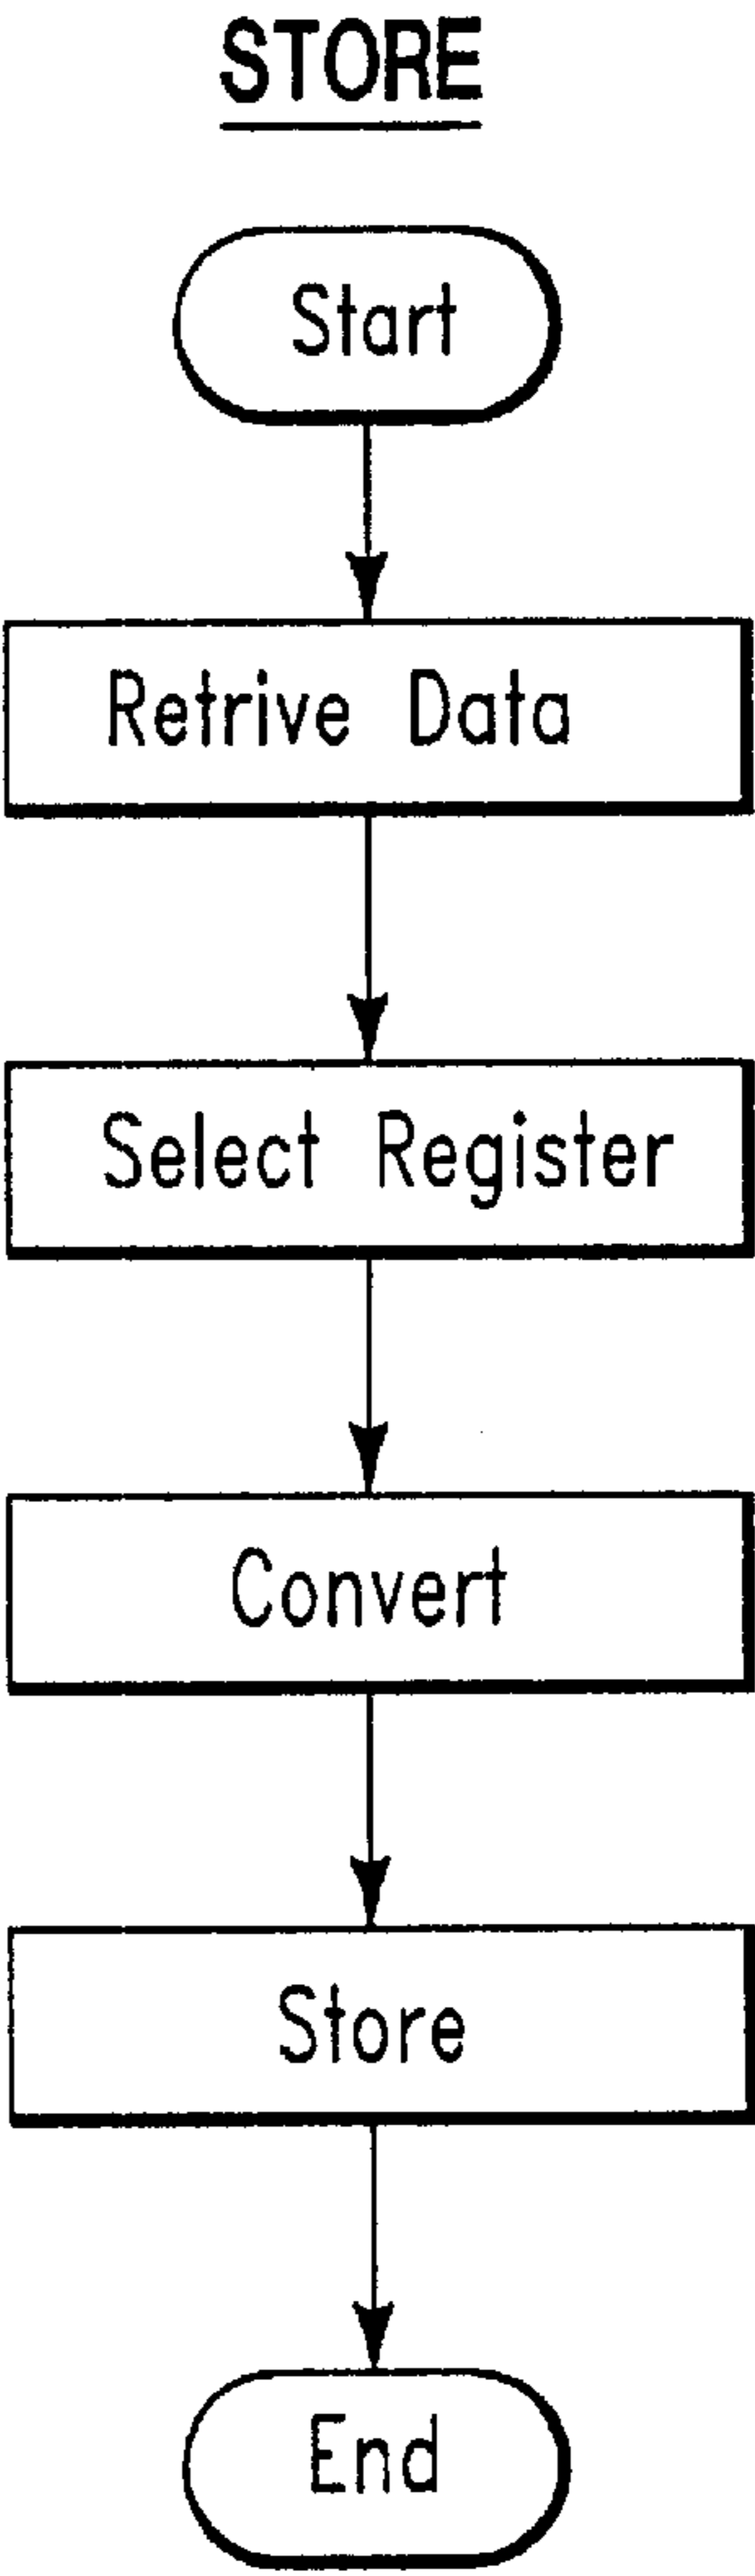 STORE
Start
Retrive Data
Select Register
Convert
Store
End